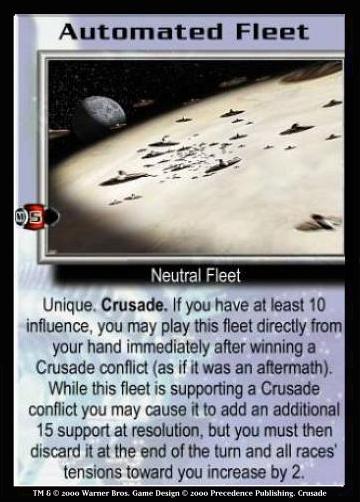 Automated Fleet
M 5
Neutral Fleet
Unique. Crusade. If you have at least 10
influence, you may play this fleet directly from
your hand immediately after winning a
Crusade conflict (as if it was an aftermath).
While this fleet is supporting a Crusade
conflict you may cause it to add an additional
15 support at resolution, but you must then
discard it at the end of the turn and all races'
tensions toward you increase by 2.
TM & © 2000 Warner Bros. Game Design © 2000 Precedence Publishing. Crusade